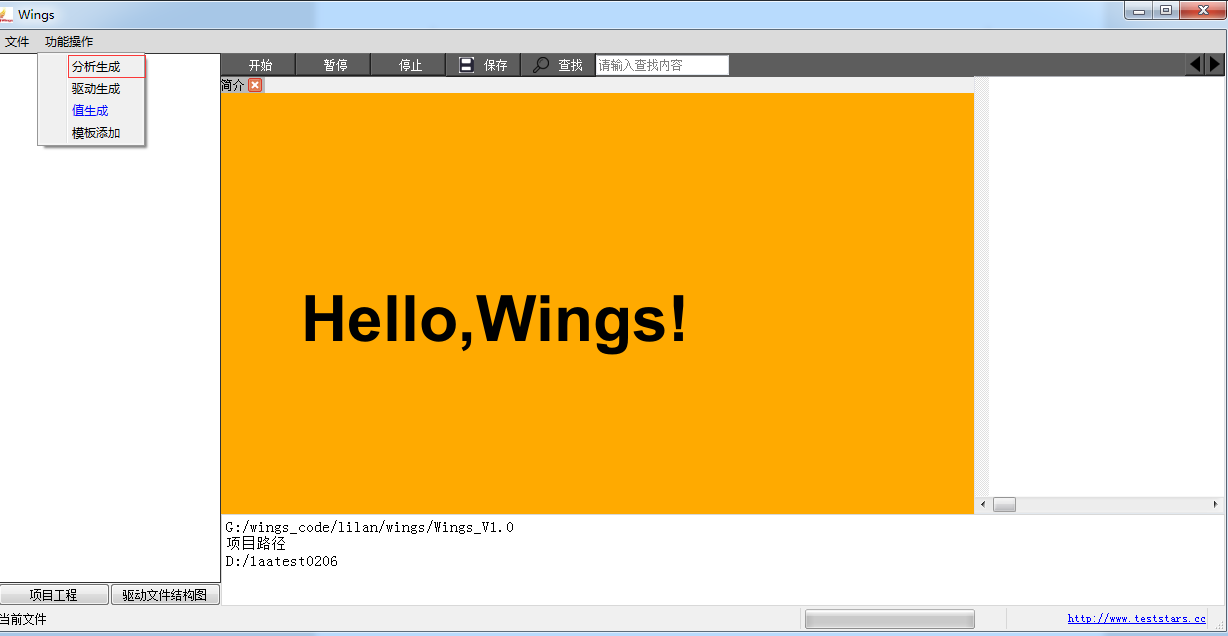 Wings
文件 功能操作
分析生成
驱动生成
值生成
模板添加
开始 暂停 停止 保存 查找 请输入查找内容
简介
Hello,Wings!
G:/wings_code/lilan/wings/Wings_V1.0
项目路径
D:/1aatest0206
项目工程 驱动文件结构图
当前文件
http://www.teststars.cc